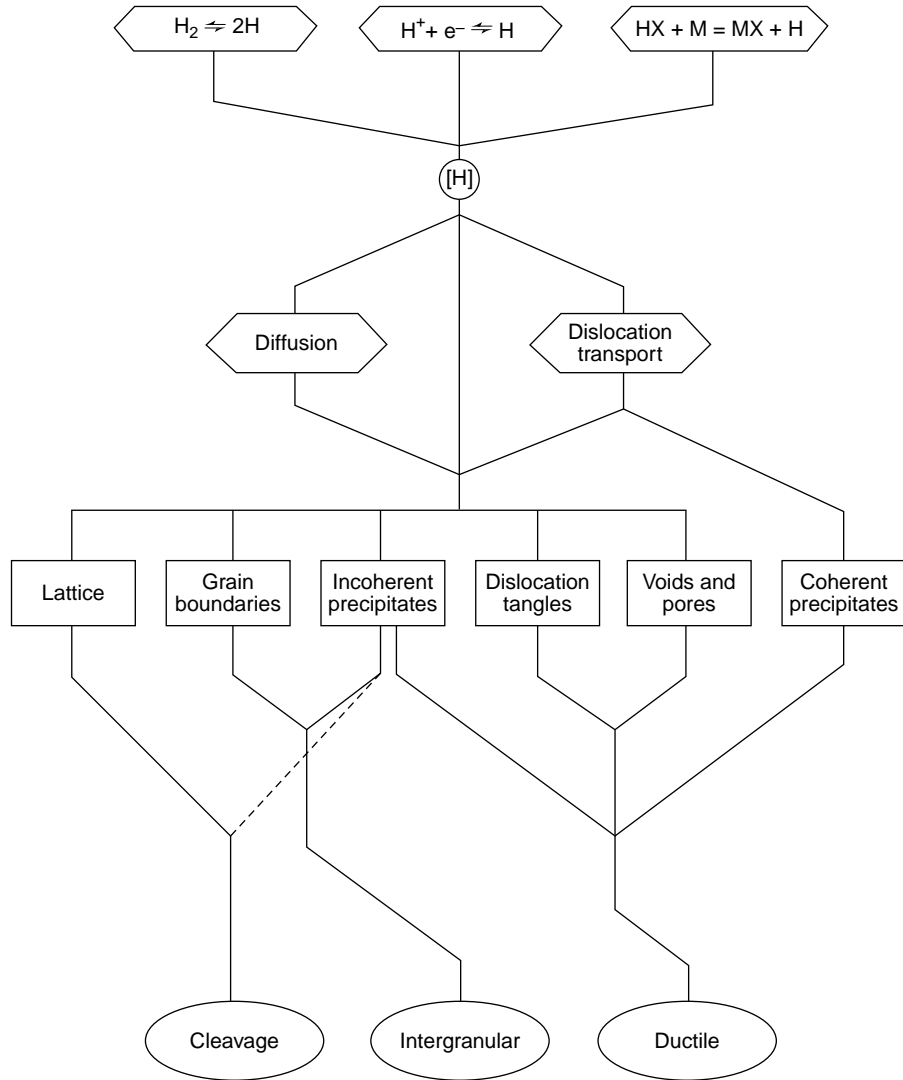 H₂ ⇌ 2H
H⁺ + e⁻ ⇌ H
HX + M = MX + H
[H]
Diffusion
Dislocation
transport
Lattice
Grain
boundaries
Incoherent
precipitates
Dislocation
tangles
Voids and
pores
Coherent
precipitates
Cleavage
Intergranular
Ductile